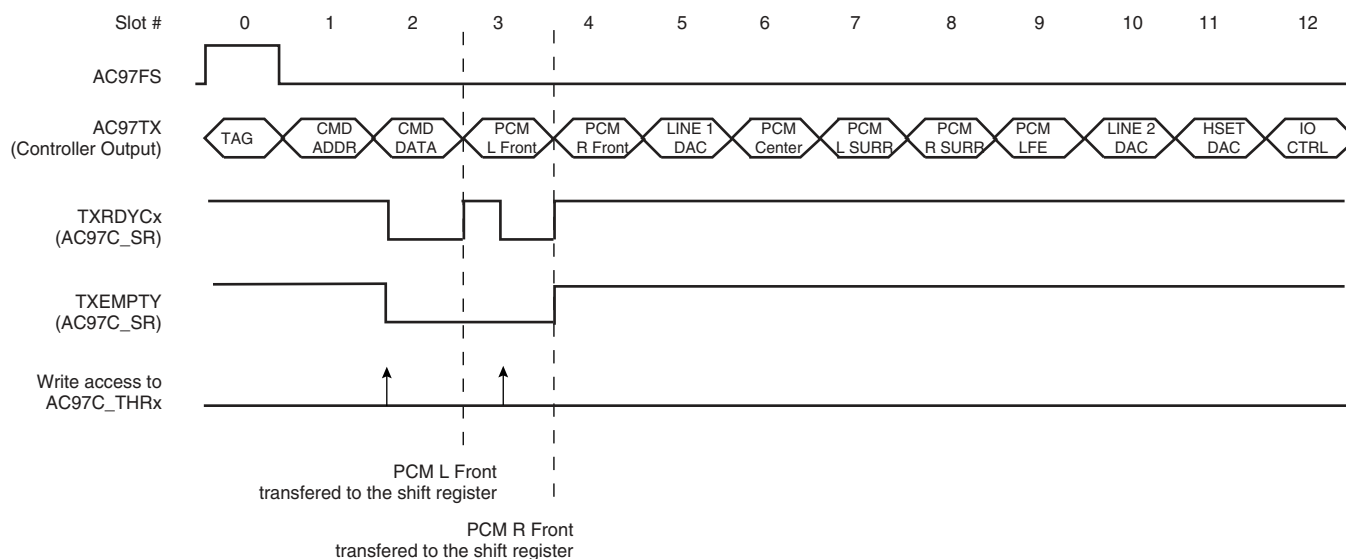 Slot # 0 1 2 3 4 5 6 7 8 9 10 11 12
AC97FS
AC97TX
(Controller Output)
TAG
CMD
ADDR
CMD
DATA
PCM
L Front
PCM
R Front
LINE 1
DAC
PCM
Center
PCM
L SURR
PCM
R SURR
PCM
LFE
LINE 2
DAC
HSET
DAC
IO
CTRL
TXRDYCx
(AC97C_SR)
TXEMPTY
(AC97C_SR)
Write access to
AC97C_THRx
PCM L Front
transfered to the shift register
PCM R Front
transfered to the shift register